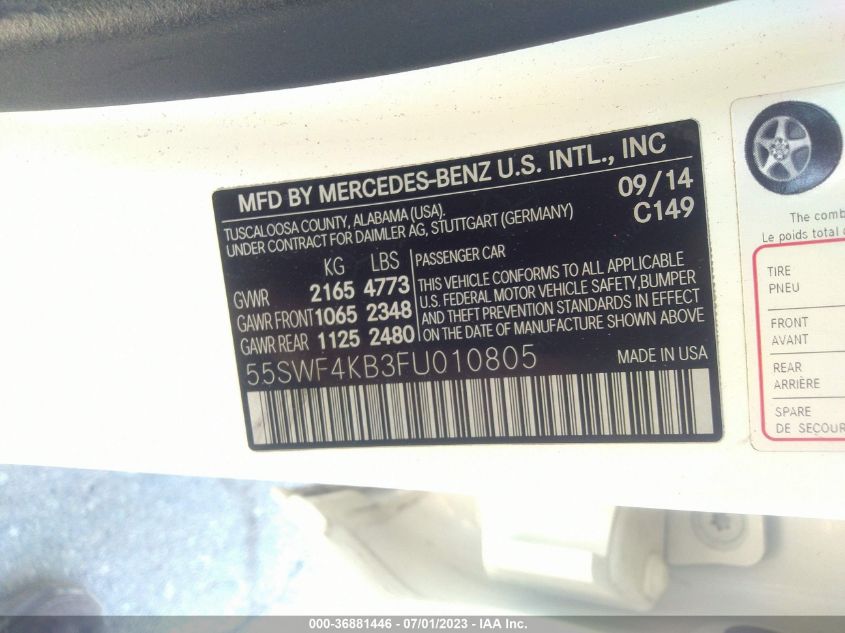 MFD BY MERCEDES-BENZ U.S. INTL., INC
TUSCALOOSA COUNTY, ALABAMA (USA).
UNDER CONTRACT FOR DAIMLER AG, STUTTGART (GERMANY)
09/14
C149
KG LBS
GVWR 2165 4773
GAWR FRONT 1065 2348
GAWR REAR 1125 2480
PASSENGER CAR
THIS VEHICLE CONFORMS TO ALL APPLICABLE
U.S. FEDERAL MOTOR VEHICLE SAFETY,BUMPER
AND THEFT PREVENTION STANDARDS IN EFFECT
ON THE DATE OF MANUFACTURE SHOWN ABOVE
55SWF4KB3FU010805
MADE IN USA
The comb
Le poids total
TIRE
PNEU
FRONT
AVANT
REAR
ARRIÈRE
SPARE
DE SECOUR
000-36881446 - 07/01/2023 - IAA Inc.